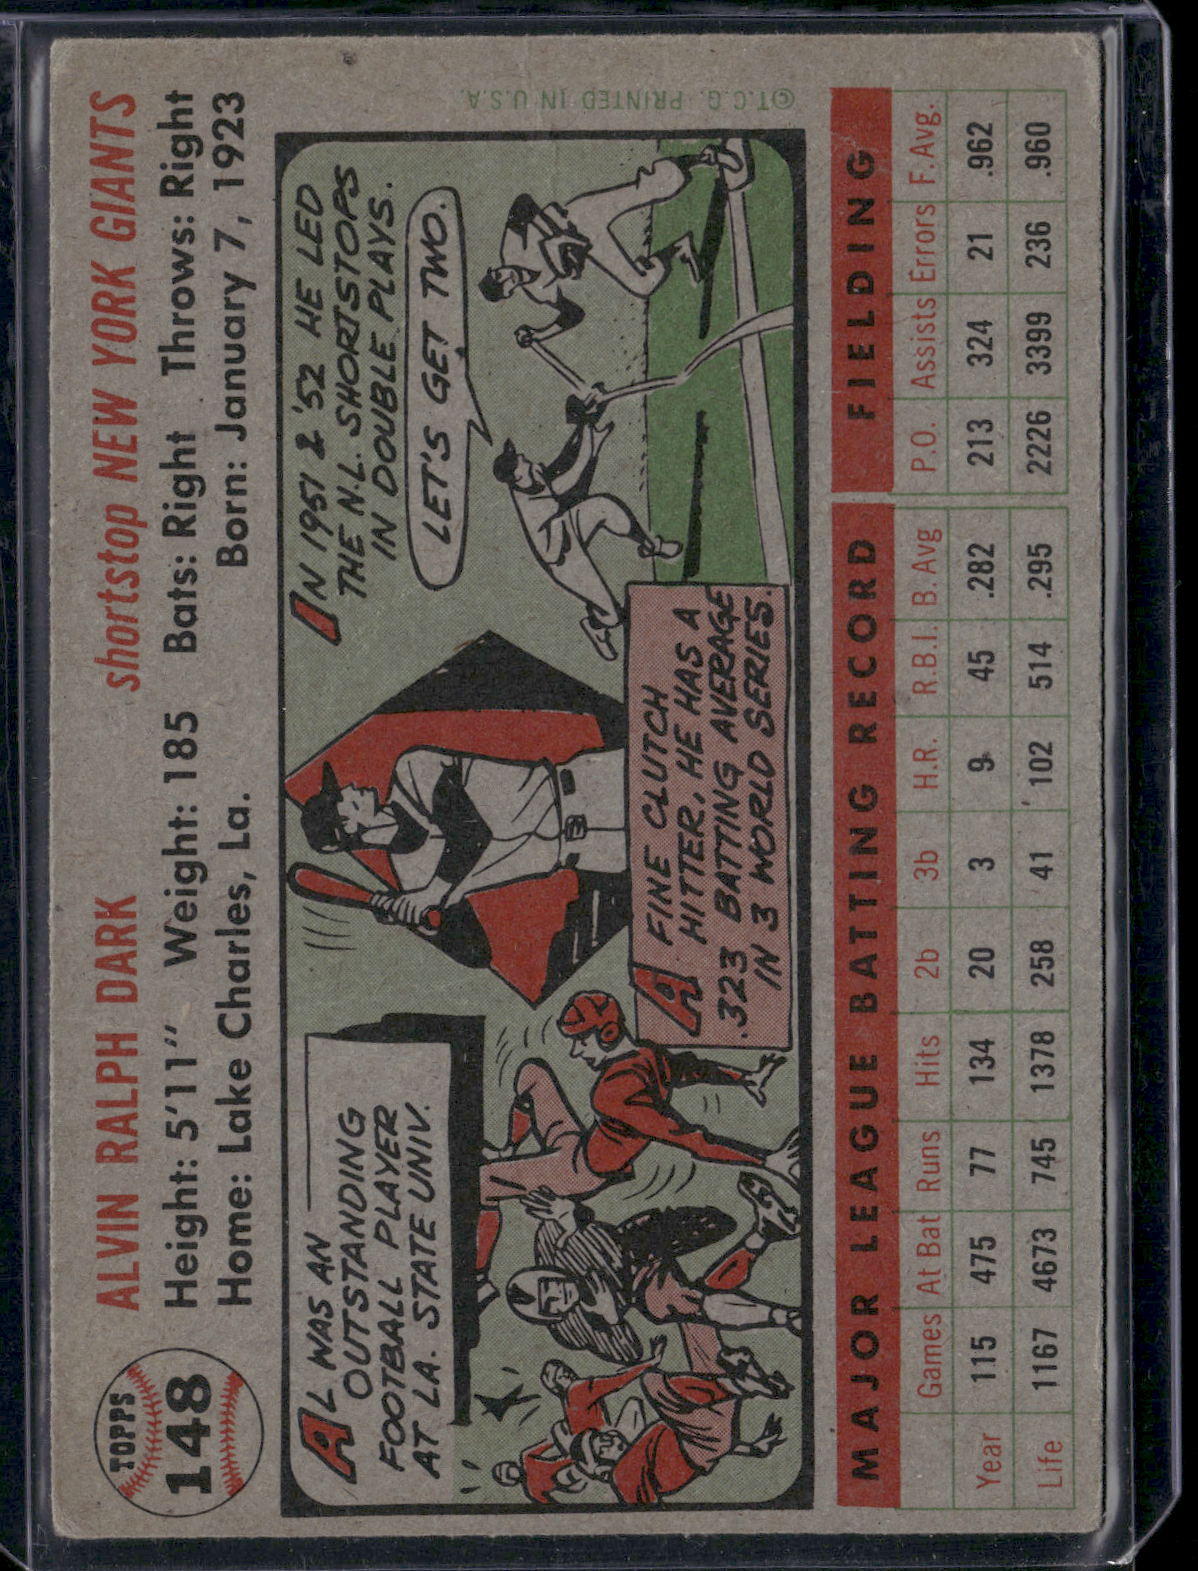 TOPPS
148
ALVIN RALPH DARK shortstop NEW YORK GIANTS
Height: 5'11" Weight: 185 Bats: Right Throws: Right
Home: Lake Charles, La. Born: January 7, 1923
AL WAS AN
OUTSTANDING
FOOTBALL PLAYER
AT LA. STATE UNIV.
A FINE CLUTCH
HITTER, HE HAS A
.323 BATTING AVERAGE
IN 3 WORLD SERIES.
IN 1951 & '52 HE LED
THE N.L. SHORTSTOPS
IN DOUBLE PLAYS.
LET'S GET TWO.
©T.C.G. PRINTED IN U.S.A.
MAJOR LEAGUE BATTING RECORD FIELDING
Games At Bat Runs Hits 2b 3b H.R. R.B.I. B. Avg P.O. Assists Errors F. Avg.
Year 115 475 77 134 20 3 9 45 .282 213 324 21 .962
Life 1167 4673 745 1378 258 41 102 514 .295 2226 3399 236 .960